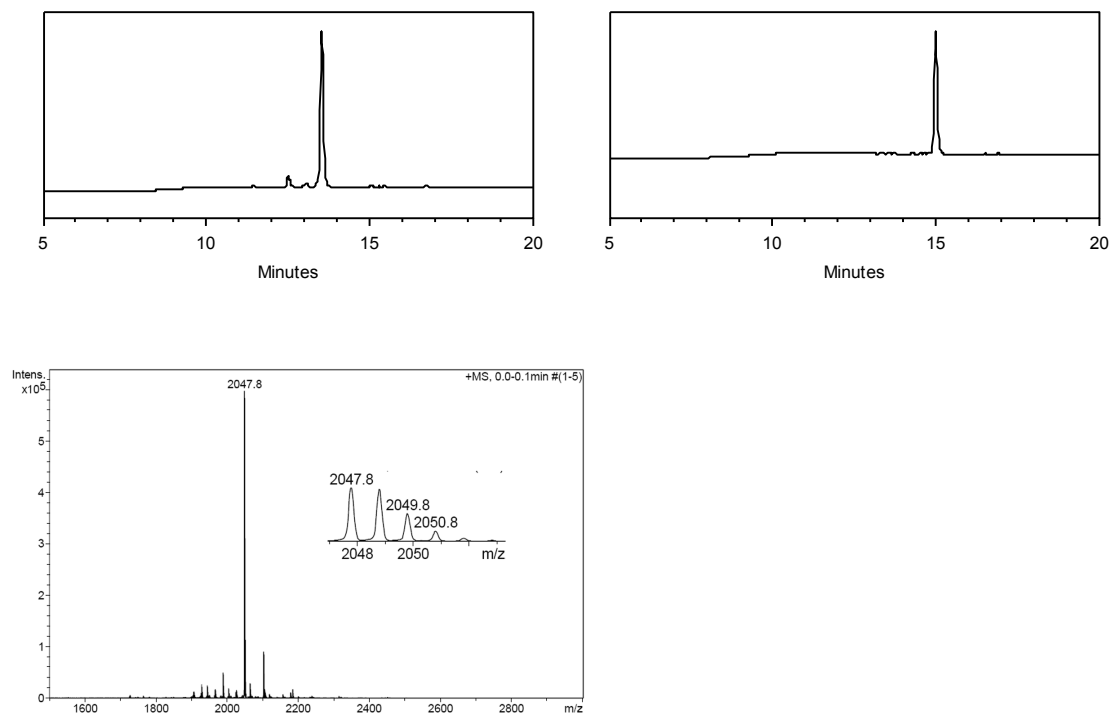 5 10 15 20
Minutes
5 10 15 20
Minutes
Intens.
x10⁵
+MS, 0.0-0.1min #(1-5)
2047.8
5
4
3
2
1
0
2047.8
2049.8
2050.8
2048 2050 m/z
1600 1800 2000 2200 2400 2600 2800 m/z